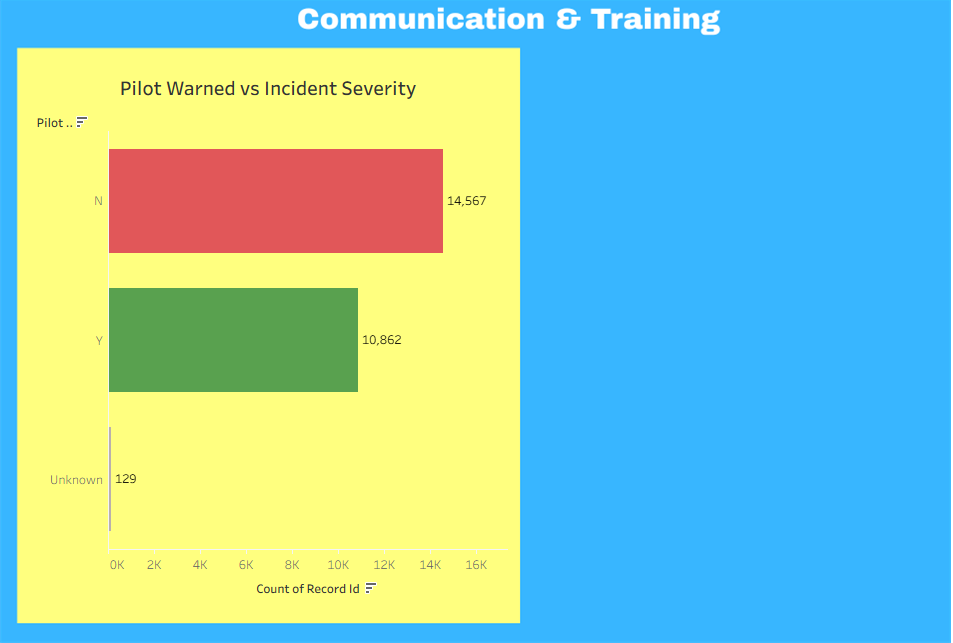 Communication & Training
Pilot Warned vs Incident Severity
Pilot ..
N
14,567
Y
10,862
Unknown
129
0K 2K 4K 6K 8K 10K 12K 14K 16K
Count of Record Id